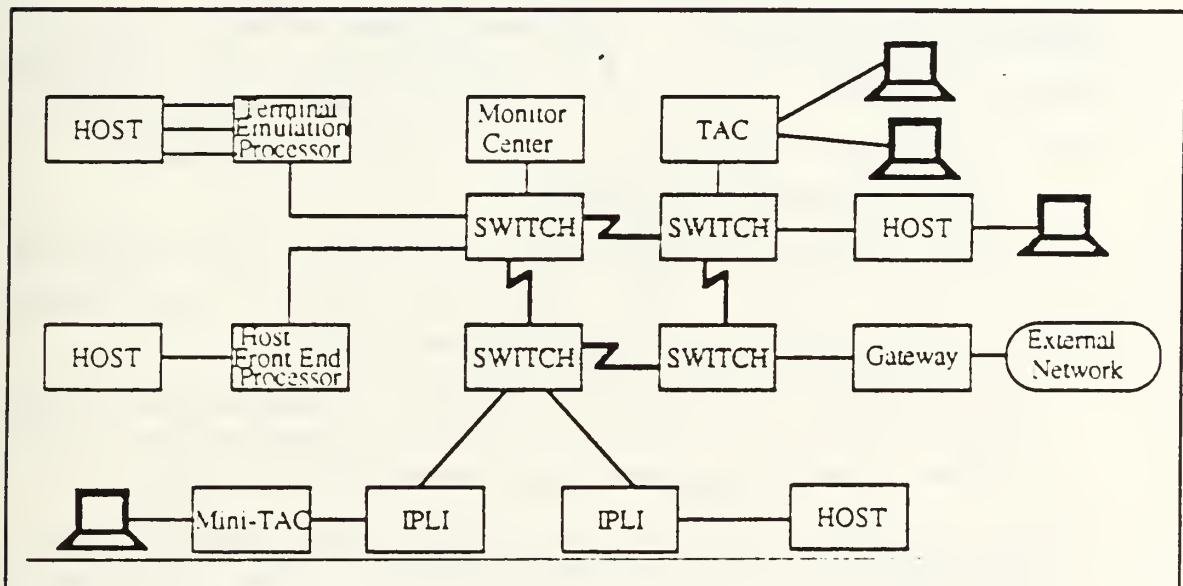 HOST
Terminal
Emulation
Processor
Monitor
Center
TAC
SWITCH
SWITCH
HOST
HOST
Host
Front End
Processor
SWITCH
SWITCH
Gateway
External
Network
Mini-TAC
IPLI
IPLI
HOST